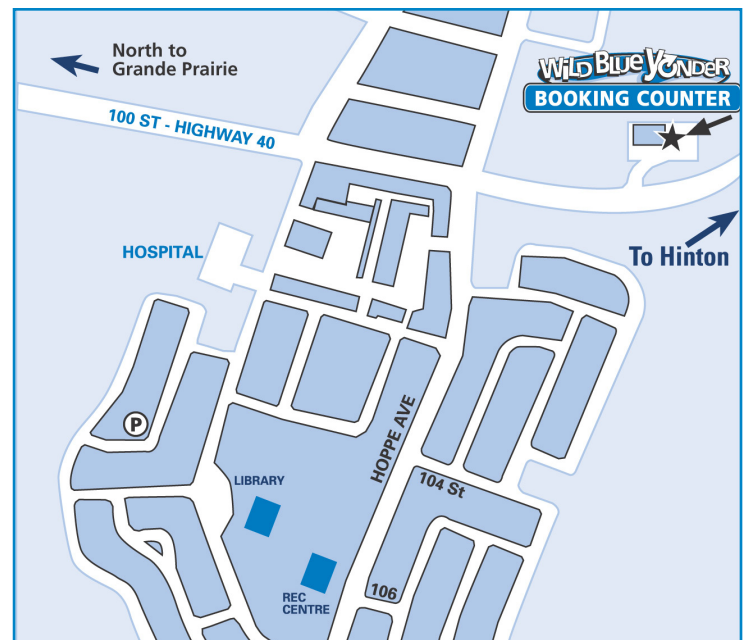 North to
Grande Prairie
WILD BLUE YONDER
BOOKING COUNTER
100 ST - HIGHWAY 40
HOSPITAL
To Hinton
P
HOPPE AVE
LIBRARY
104 St
REC
CENTRE
106